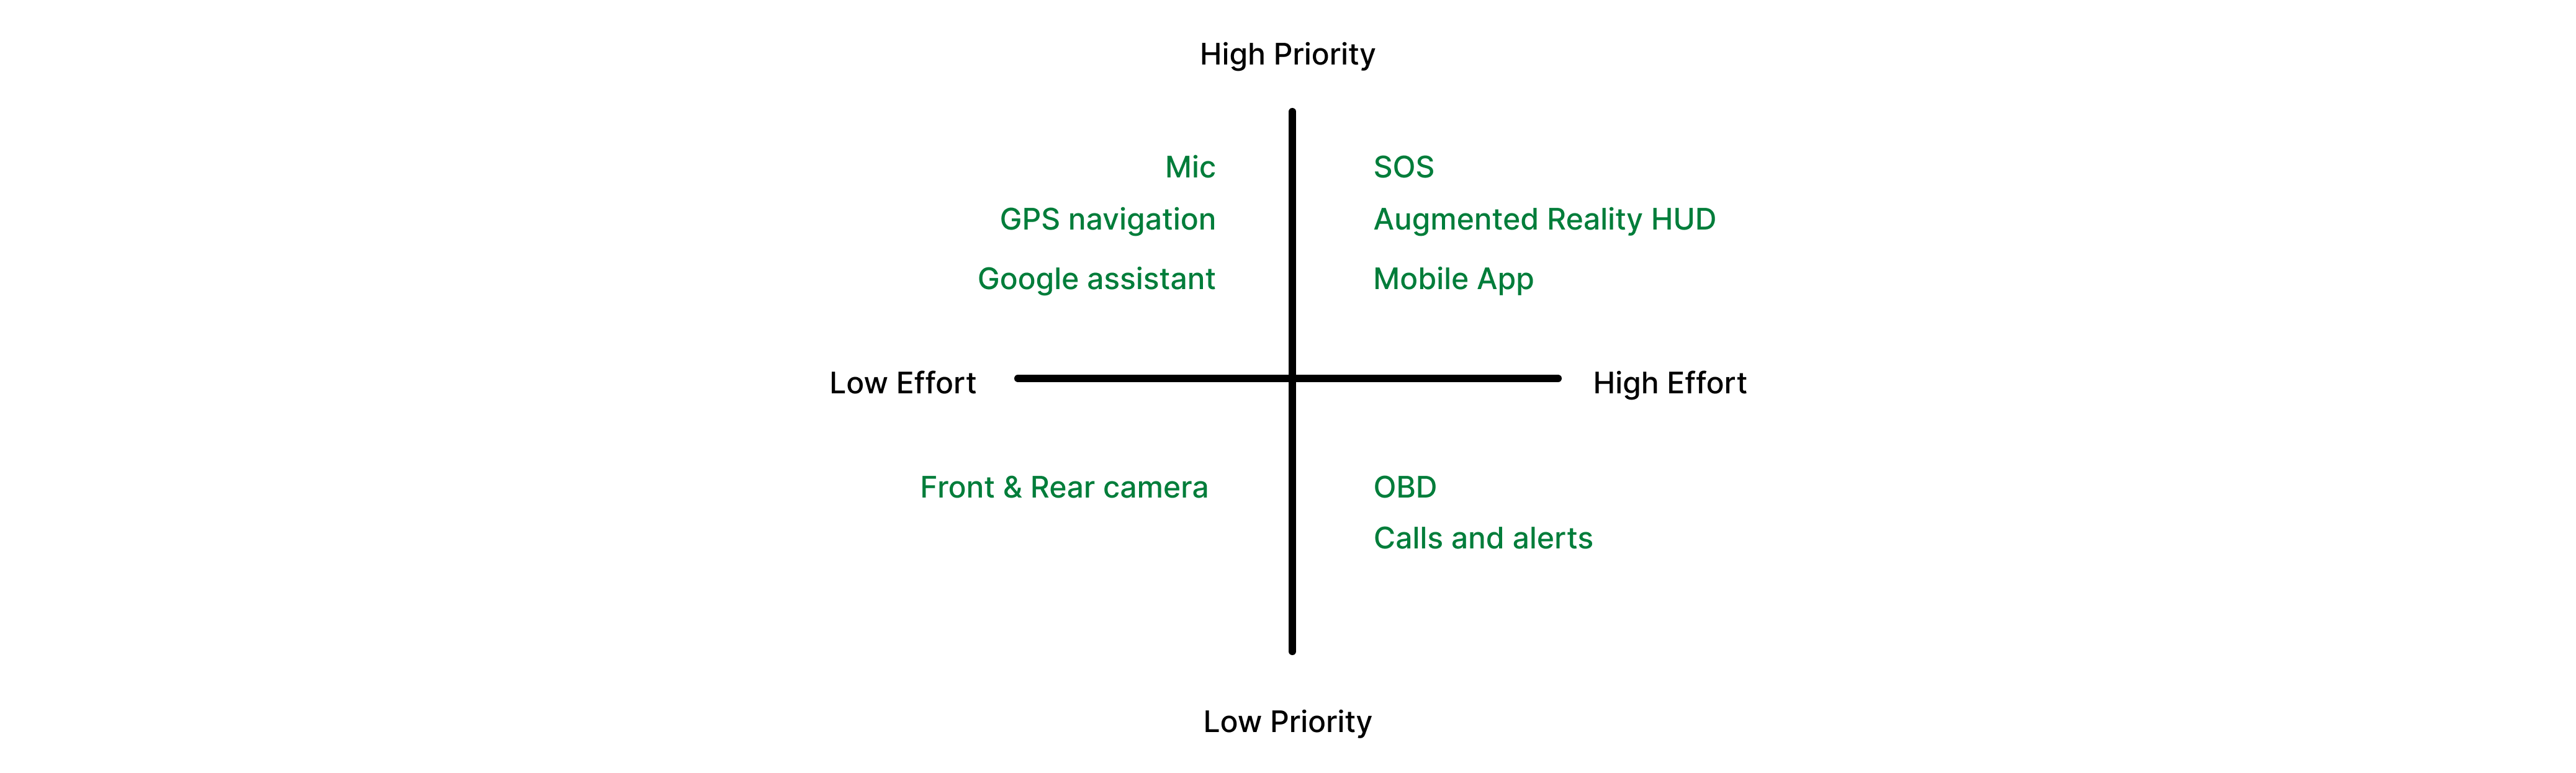 High Priority
Mic
SOS
GPS navigation
Augmented Reality HUD
Google assistant
Mobile App
Low Effort
High Effort
Front & Rear camera
OBD
Calls and alerts
Low Priority